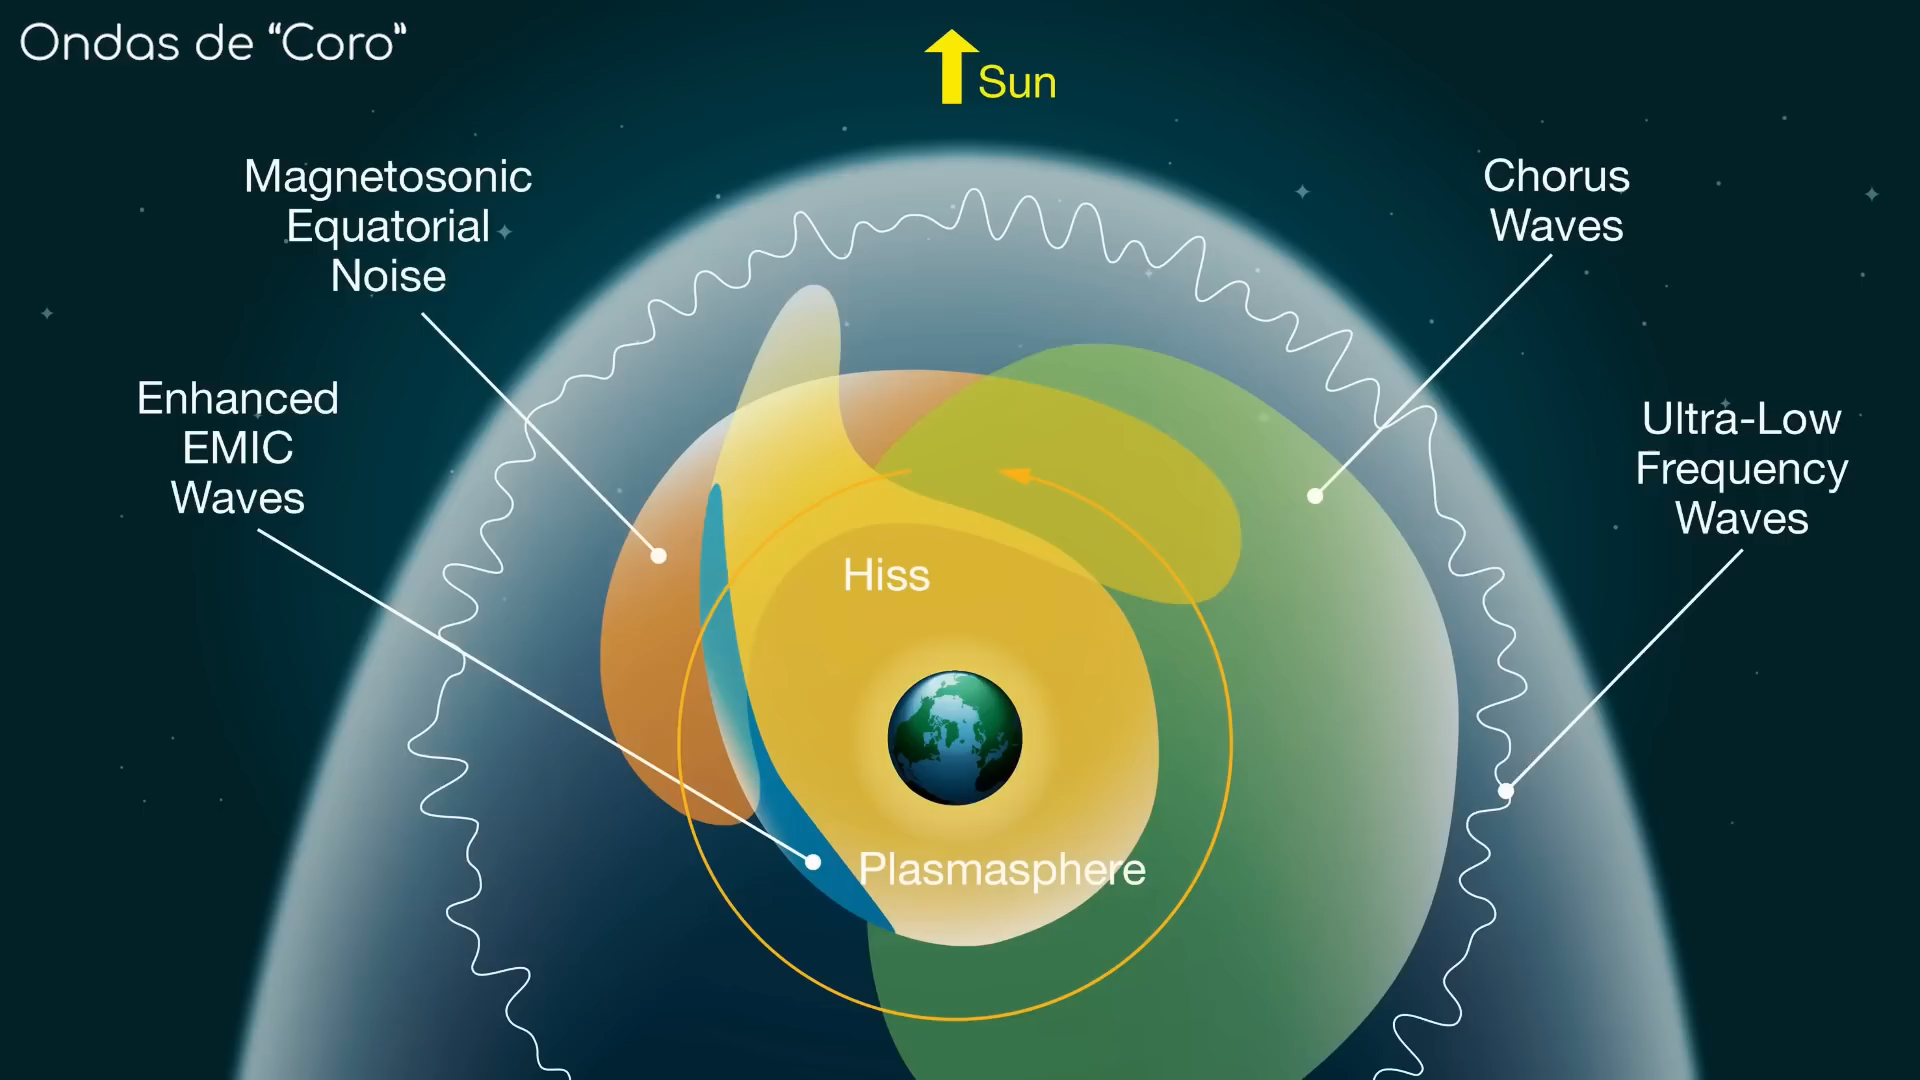 Ondas de “Coro”
Sun
Magnetosonic
Equatorial
Noise
Chorus
Waves
Enhanced
EMIC
Waves
Ultra-Low
Frequency
Waves
Hiss
Plasmasphere